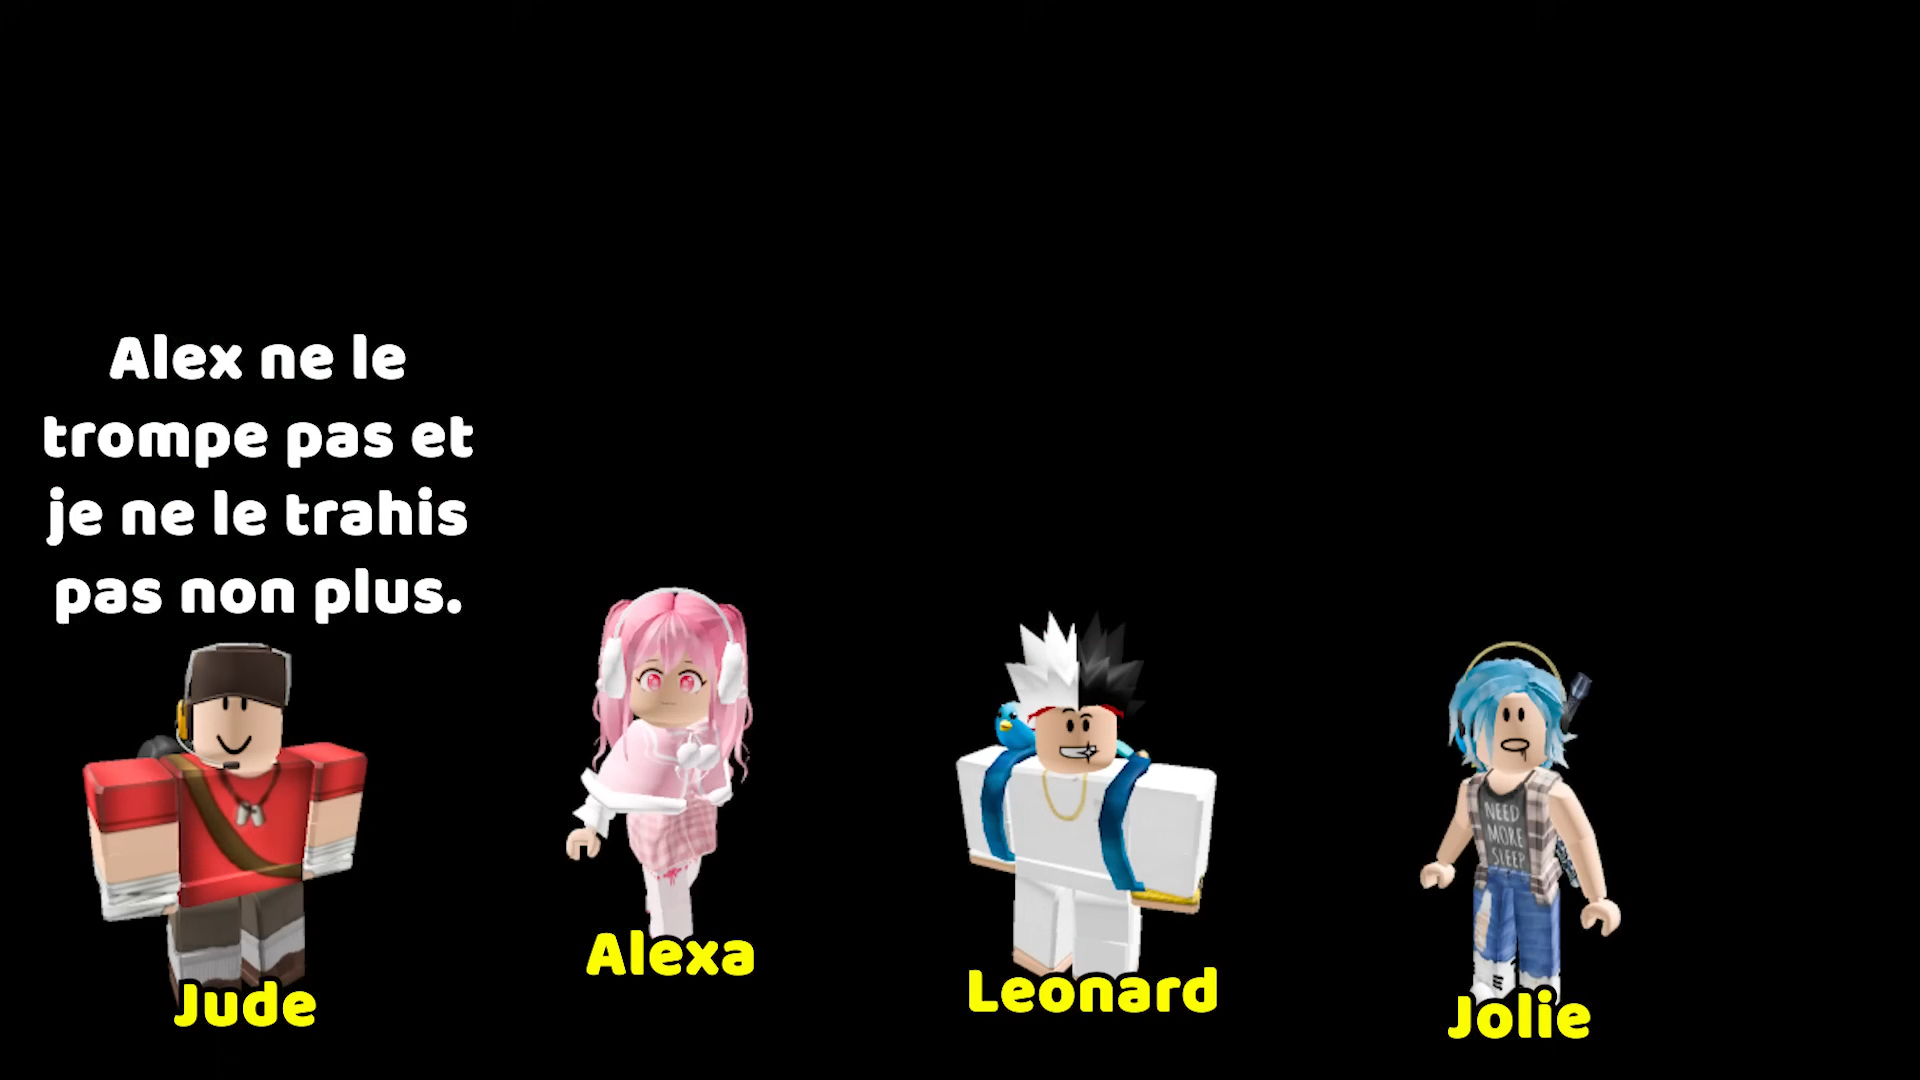 Alex ne le
trompe pas et
je ne le trahis
pas non plus.
NEED
MORE
SLEEP
Jude
Alexa
Leonard
Jolie